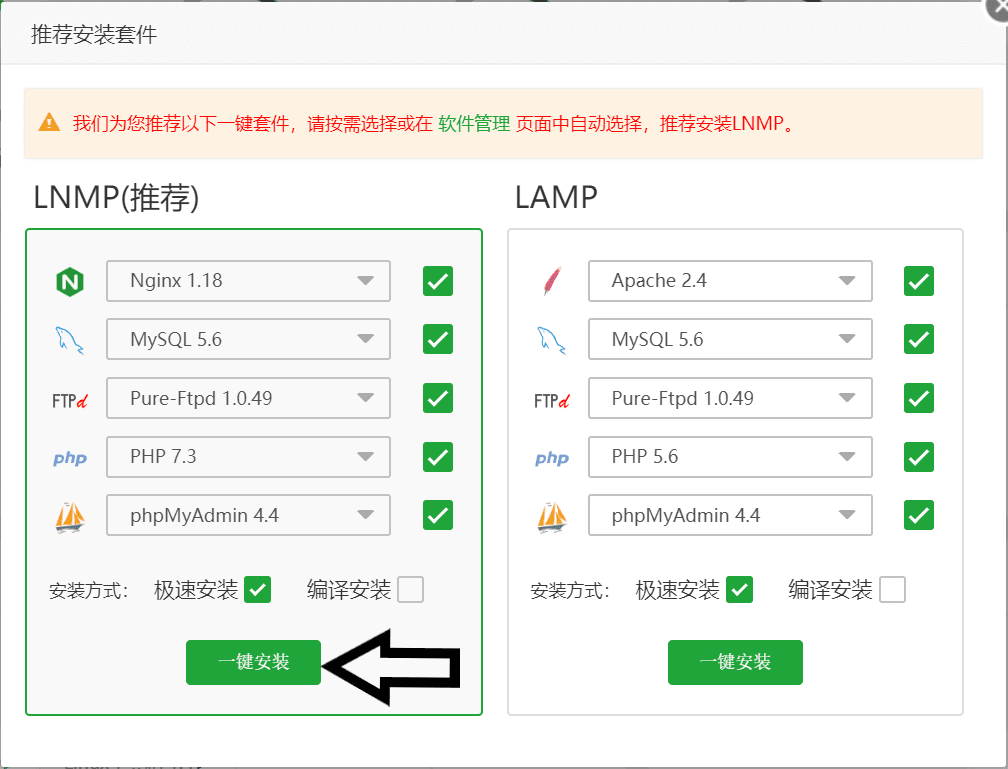 推荐安装套件
我们为您推荐以下一键套件，请按需选择或在 软件管理 页面中自动选择，推荐安装LNMP。
LNMP(推荐)
Nginx 1.18
MySQL 5.6
FTPd
Pure-Ftpd 1.0.49
php
PHP 7.3
phpMyAdmin 4.4
安装方式： 极速安装 编译安装
一键安装
LAMP
Apache 2.4
MySQL 5.6
FTPd
Pure-Ftpd 1.0.49
php
PHP 5.6
phpMyAdmin 4.4
安装方式： 极速安装 编译安装
一键安装